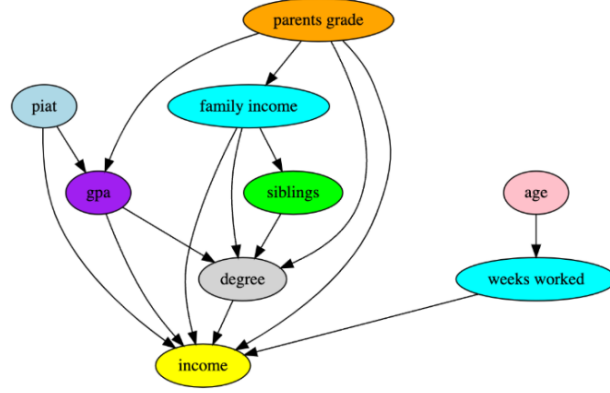 parents grade
piat
family income
gpa
siblings
age
degree
weeks worked
income